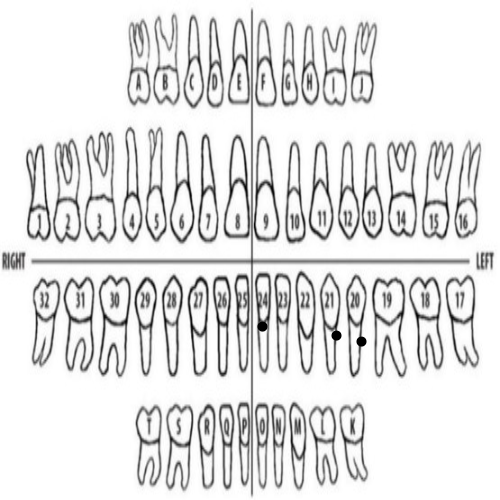 A B C D E F G H I J
1 2 3 4 5 6 7 8 9 10 11 12 13 14 15 16
RIGHT LEFT
32 31 30 29 28 27 26 25 24 23 22 21 20 19 18 17
T S R Q P O N M L K